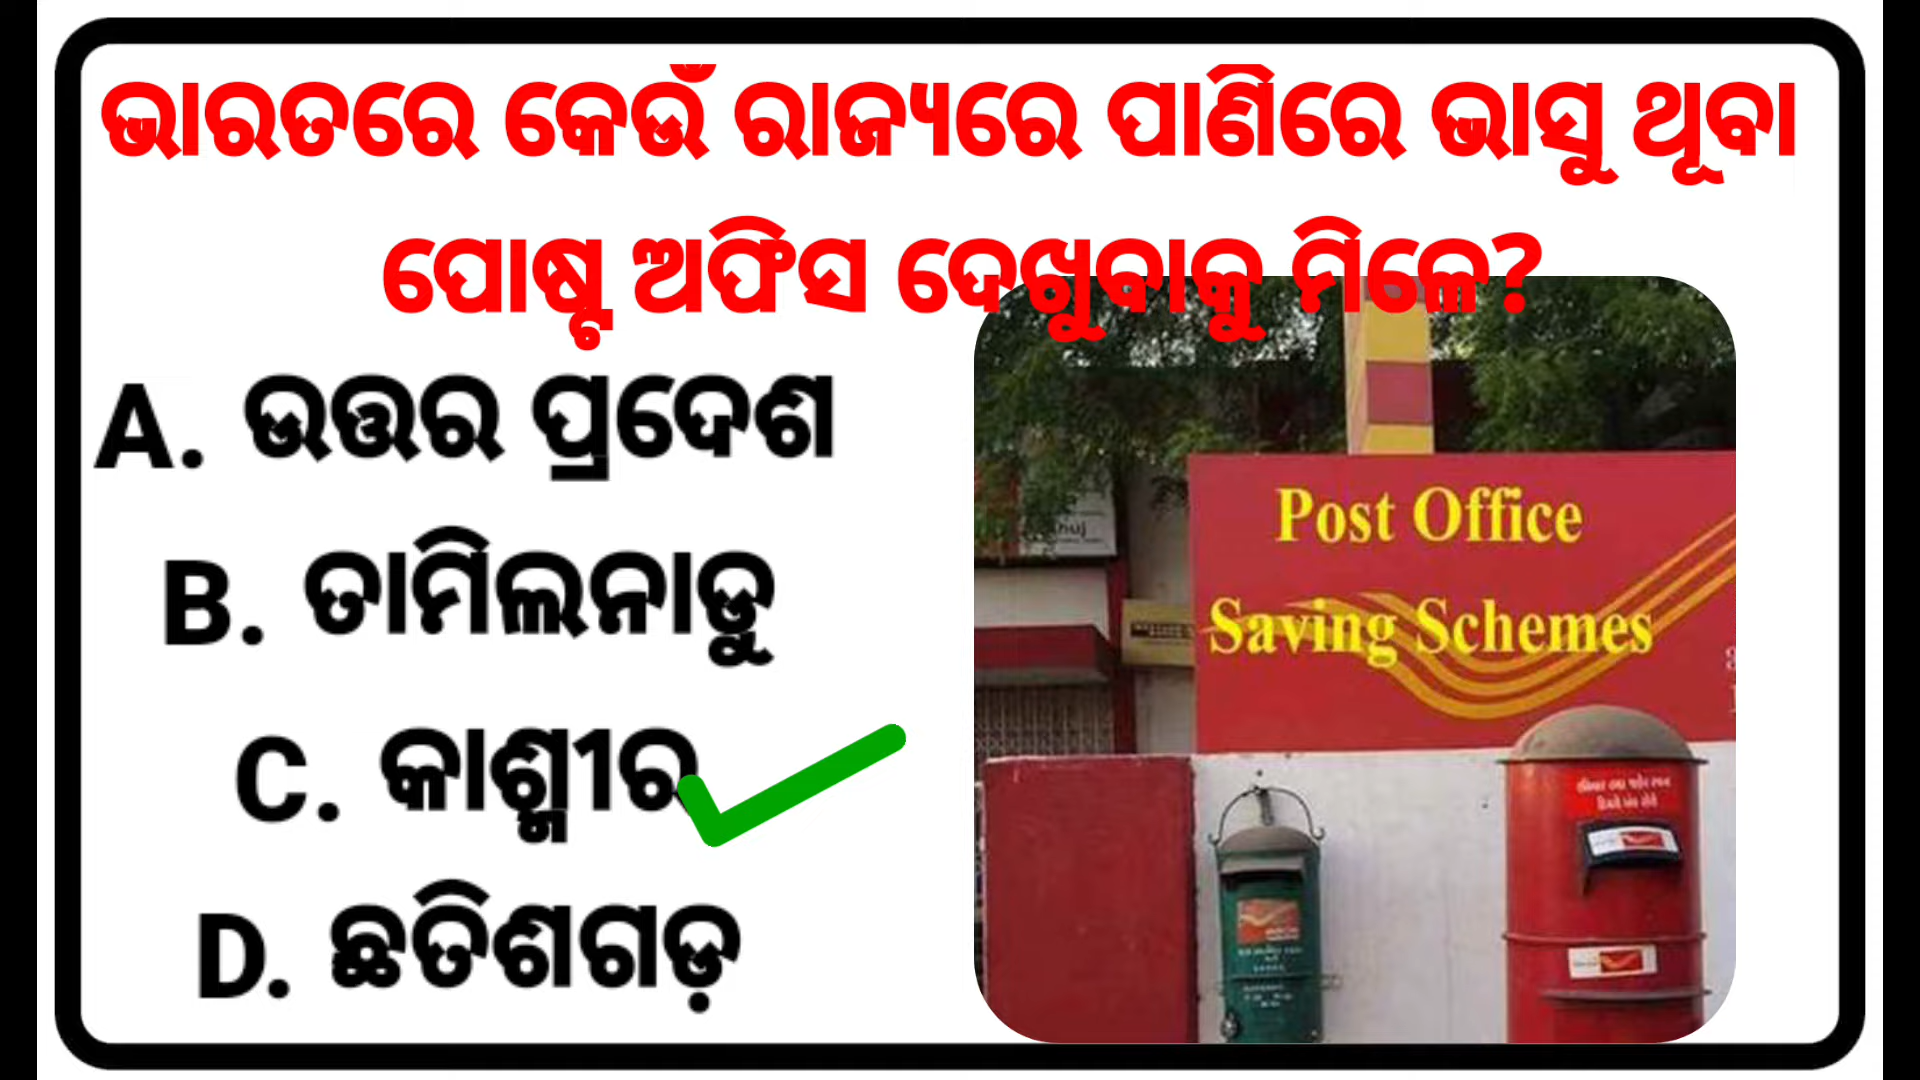 ଭାରତରେ କେଉଁ ରାଜ୍ୟରେ ପାଣିରେ ଭାସୁ ଥିବା
ପୋଷ୍ଟ ଅଫିସ ଦେଖୁବାକୁ ମିଳେ?
A. ଉତ୍ତର ପ୍ରଦେଶ
B. ତାମିଲନାଡୁ
C. କାଶ୍ମୀର
D. ଛତିଶଗଡ଼
Post Office
Saving Schemes